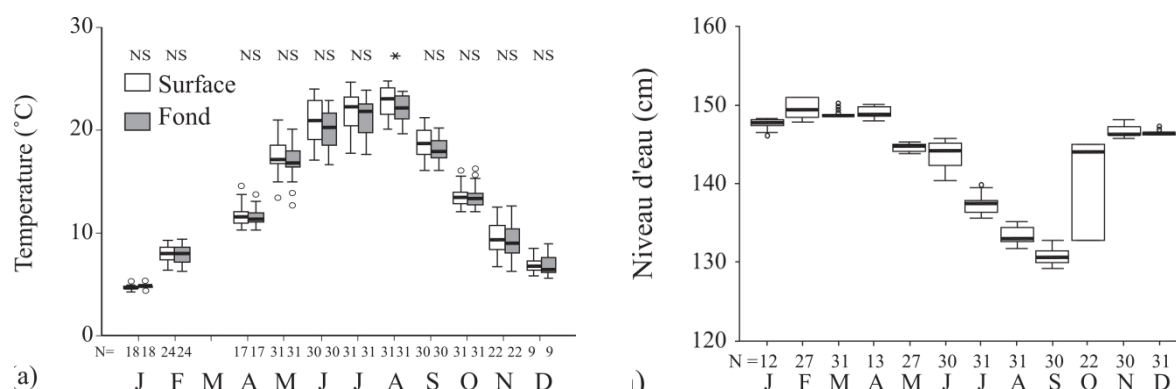 30
20
10
0
Temperature (˚C)
NS NS NS NS NS NS * NS NS NS NS
Surface
Fond
N= 18 18 24 24 17 17 31 31 30 30 31 31 31 31 30 30 31 31 22 22 9 9
J F M A M J J A S O N D
a)
160
150
140
130
120
Niveau d'eau (cm)
N = 12 27 31 13 27 30 31 31 30 22 30 31
J F M A M J J A S O N D
)